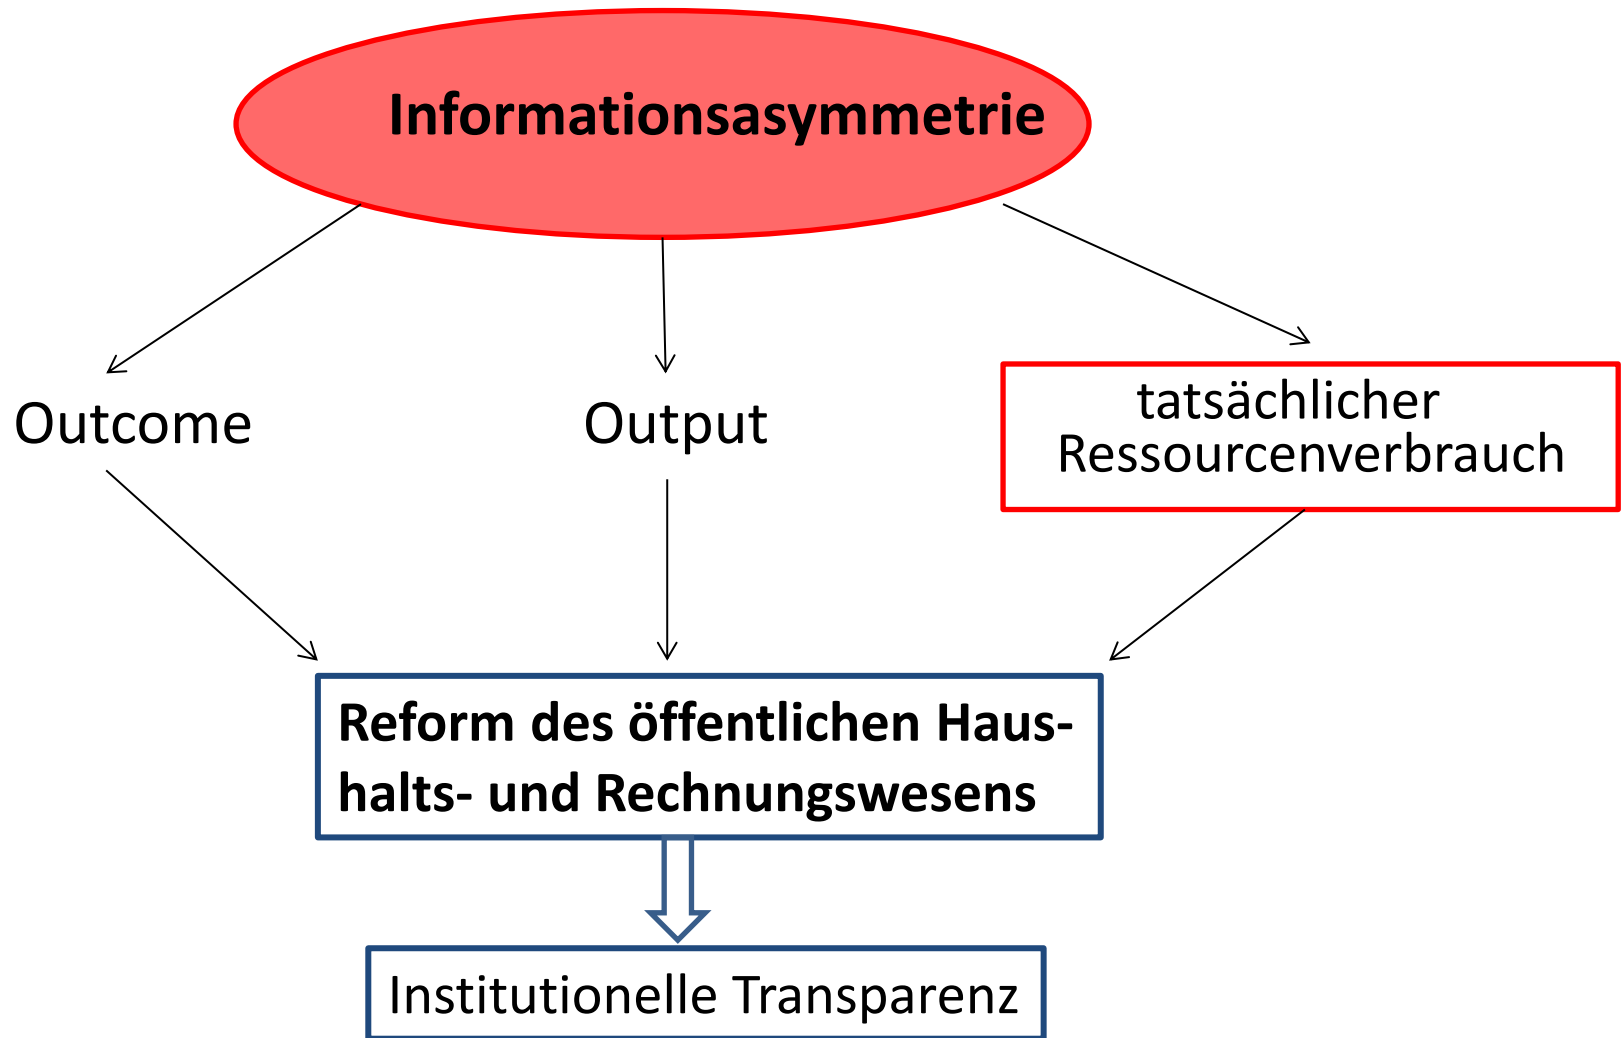 Informationsasymmetrie
Outcome
Output
tatsächlicher
Ressourcenverbrauch
Reform des öffentlichen Haus-
halts- und Rechnungswesens
Institutionelle Transparenz